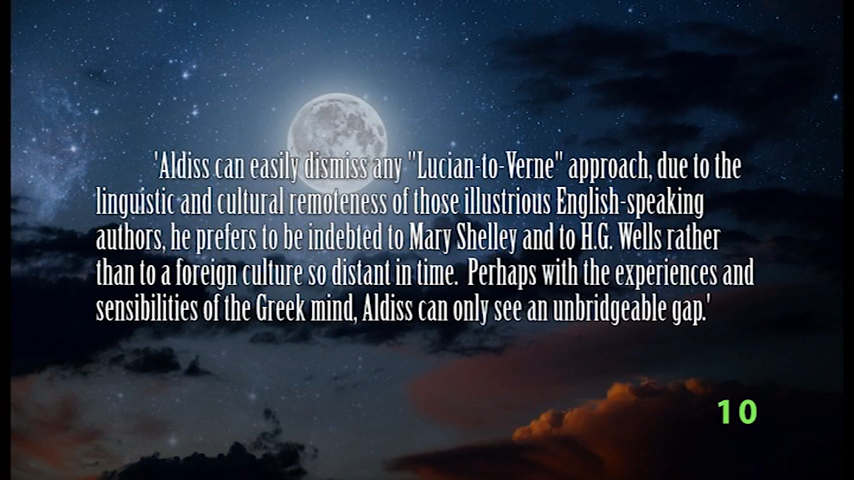 'Aldiss can easily dismiss any "Lucian-to-Verne" approach, due to the
linguistic and cultural remoteness of those illustrious English-speaking
authors, he prefers to be indebted to Mary Shelley and to H.G. Wells rather
than to a foreign culture so distant in time.  Perhaps with the experiences and
sensibilities of the Greek mind, Aldiss can only see an unbridgeable gap.'
10